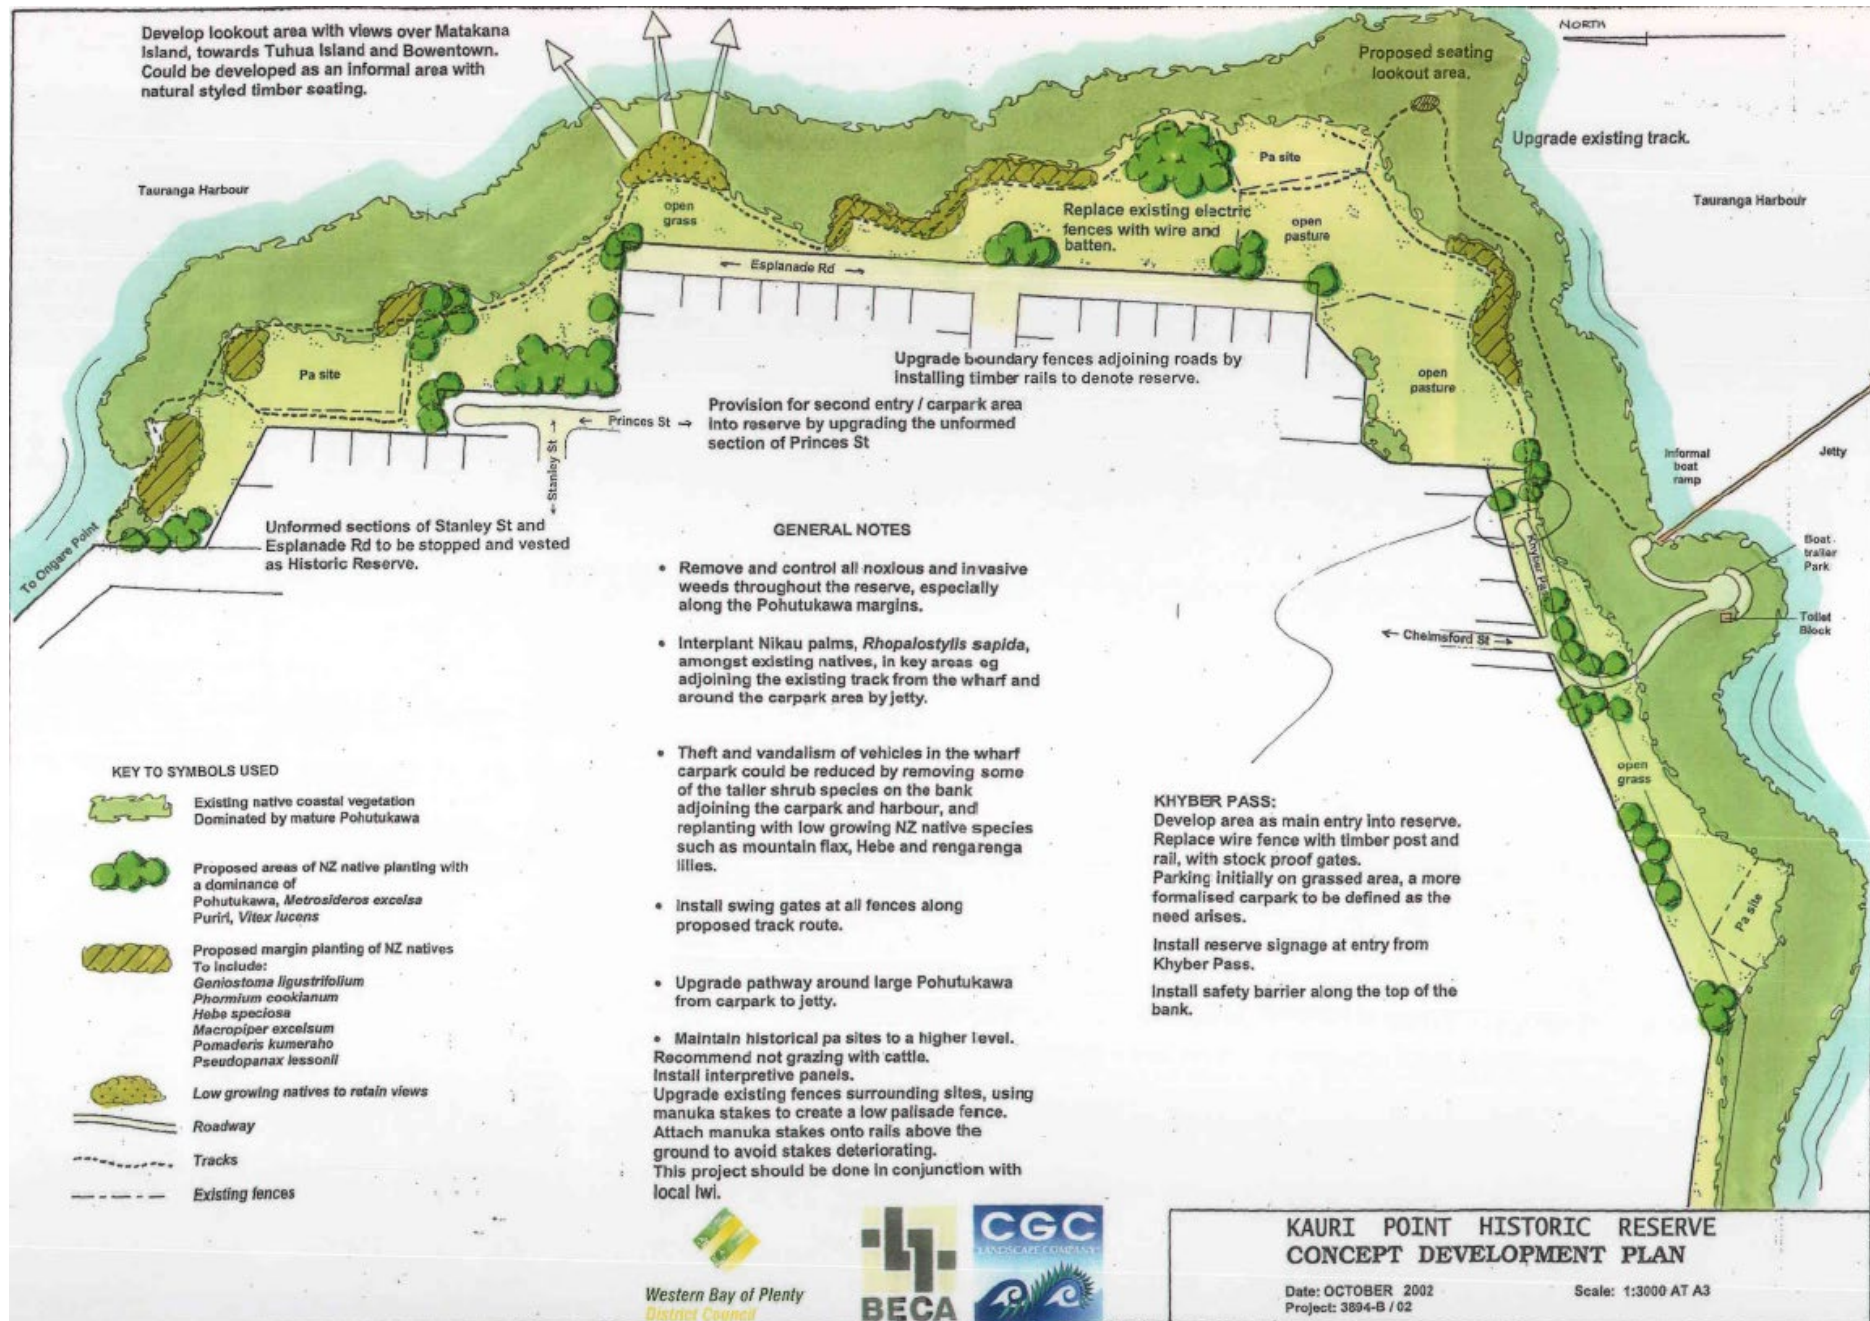 Develop lookout area with views over Matakana
Island, towards Tuhua Island and Bowentown.
Could be developed as an informal area with
natural styled timber seating.
NORTH
Proposed seating
lookout area.
Upgrade existing track.
Tauranga Harbour
Tauranga Harbour
open
grass
Pa site
Replace existing electric
fences with wire and
batten.
open
pasture
← Esplanade Rd →
Pa site
Upgrade boundary fences adjoining roads by
installing timber rails to denote reserve.
open
pasture
← Princes St →
Provision for second entry / carpark area
into reserve by upgrading the unformed
section of Princes St
← Stanley St →
Informal
boat
ramp
Jetty
To Ongare Point
Unformed sections of Stanley St and
Esplanade Rd to be stopped and vested
as Historic Reserve.
Khyber Pass
Boat
trailer
Park
Toilet
Block
← Chelmsford St →
open
grass
Pa site
GENERAL NOTES
• Remove and control all noxious and invasive
weeds throughout the reserve, especially
along the Pohutukawa margins.
• Interplant Nikau palms, Rhopalostylis sapida,
amongst existing natives, in key areas eg
adjoining the existing track from the wharf and
around the carpark area by jetty.
• Theft and vandalism of vehicles in the wharf
carpark could be reduced by removing some
of the taller shrub species on the bank
adjoining the carpark and harbour, and
replanting with low growing NZ native species
such as mountain flax, Hebe and rengarenga
lilies.
• Install swing gates at all fences along
proposed track route.
• Upgrade pathway around large Pohutukawa
from carpark to jetty.
• Maintain historical pa sites to a higher level.
Recommend not grazing with cattle.
Install interpretive panels.
Upgrade existing fences surrounding sites, using
manuka stakes to create a low palisade fence.
Attach manuka stakes onto rails above the
ground to avoid stakes deteriorating.
This project should be done in conjunction with
local Iwi.
KEY TO SYMBOLS USED
Existing native coastal vegetation
Dominated by mature Pohutukawa
Proposed areas of NZ native planting with
a dominance of
Pohutukawa, Metrosideros excelsa
Puriri, Vitex lucens
Proposed margin planting of NZ natives
To Include:
Geniostoma ligustrifolium
Phormium cookianum
Hebe speciosa
Macropiper excelsum
Pomaderis kumeraho
Pseudopanax lessonii
Low growing natives to retain views
Roadway
Tracks
Existing fences
KHYBER PASS:
Develop area as main entry into reserve.
Replace wire fence with timber post and
rail, with stock proof gates.
Parking initially on grassed area, a more
formalised carpark to be defined as the
need arises.
Install reserve signage at entry from
Khyber Pass.
Install safety barrier along the top of the
bank.
Western Bay of Plenty
District Council
BECA
CGC
LANDSCAPE COMPANY
KAURI POINT HISTORIC RESERVE
CONCEPT DEVELOPMENT PLAN
Date: OCTOBER 2002
Scale: 1:3000 AT A3
Project: 3894-B / 02